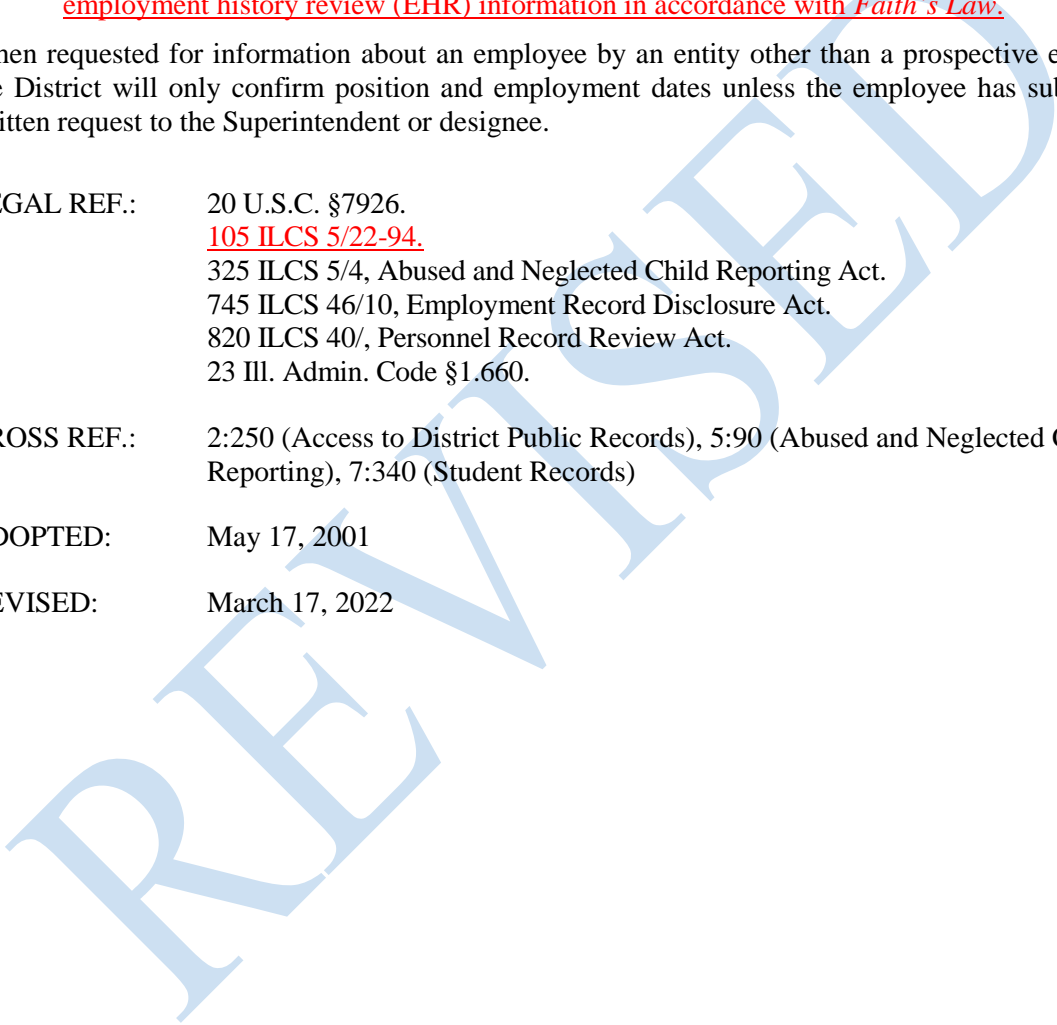 employment history review (EHR) information in accordance with Faith's Law.
hen requested for information about an employee by an entity other than a prospective e
e District will only confirm position and employment dates unless the employee has sub
itten request to the Superintendent or designee.
EGAL REF.: 20 U.S.C. §7926.
105 ILCS 5/22-94.
325 ILCS 5/4, Abused and Neglected Child Reporting Act.
745 ILCS 46/10, Employment Record Disclosure Act.
820 ILCS 40/, Personnel Record Review Act.
23 Ill. Admin. Code §1.660.
ROSS REF.: 2:250 (Access to District Public Records), 5:90 (Abused and Neglected C
Reporting), 7:340 (Student Records)
DOPTED: May 17, 2001
EVISED: March 17, 2022
REVISED